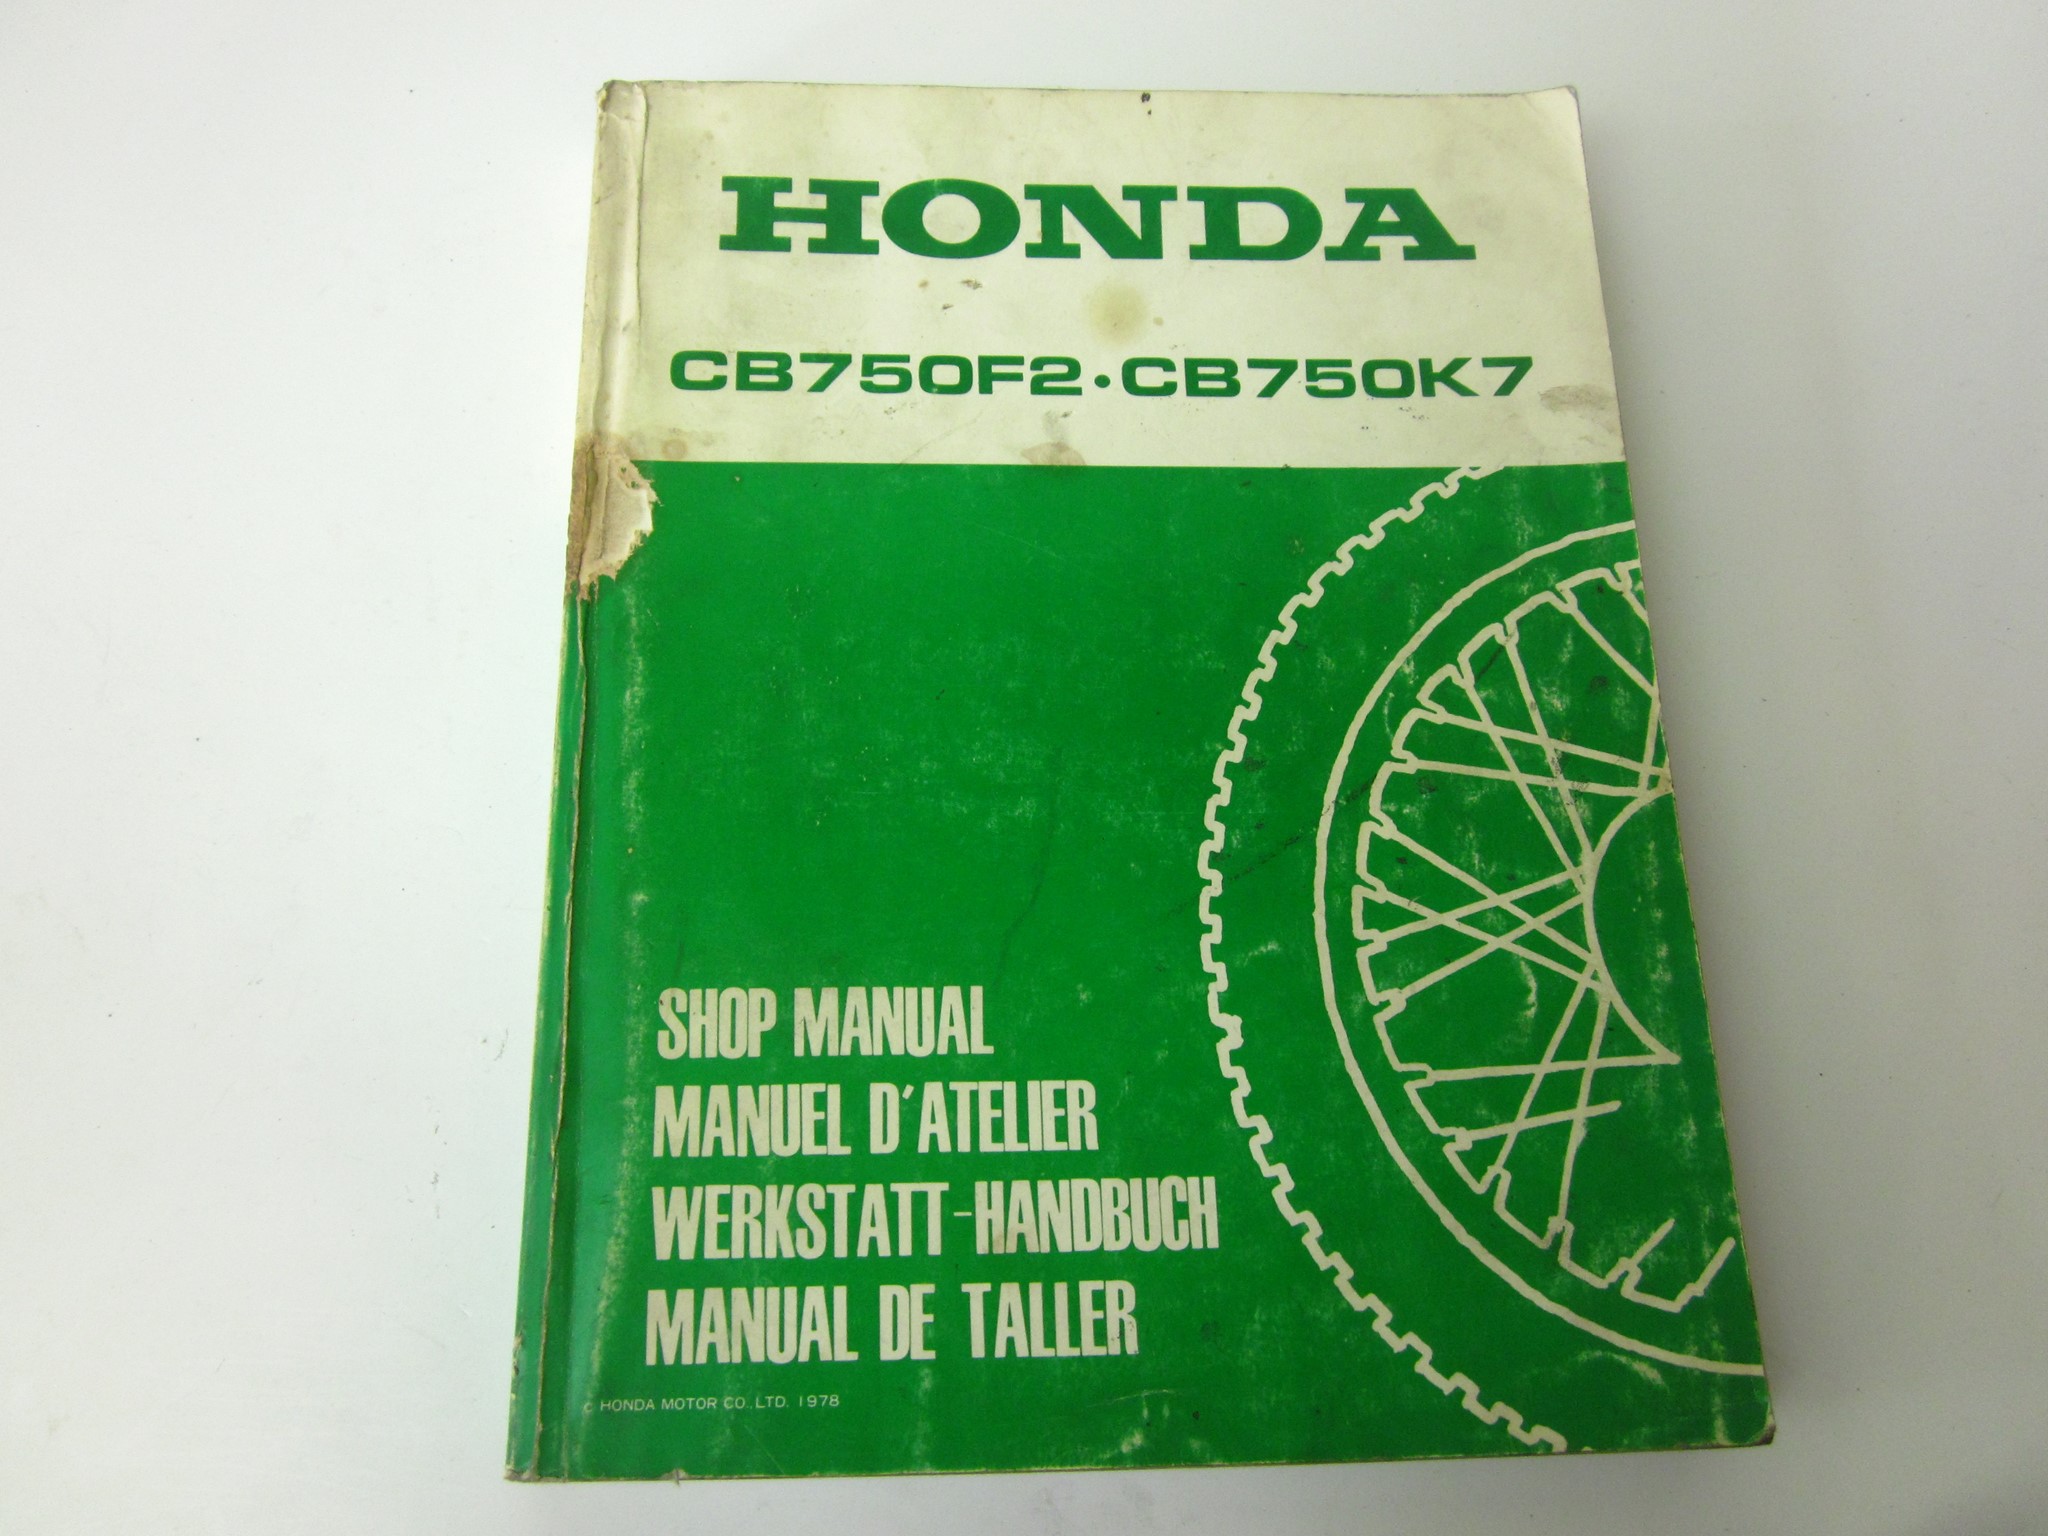 HONDA
CB750F2·CB750K7
SHOP MANUAL
MANUEL D'ATELIER
WERKSTATT-HANDBUCH
MANUAL DE TALLER
© HONDA MOTOR CO.,LTD. 1978